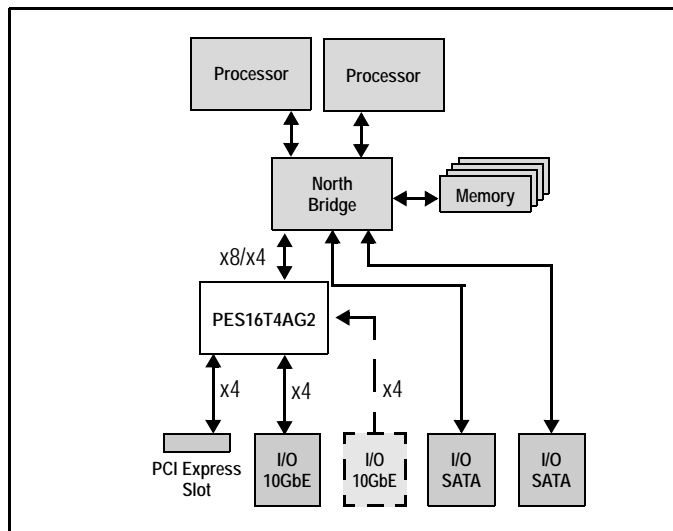 Processor
Processor
North
Bridge
Memory
x8/x4
PES16T4AG2
x4
x4
x4
PCI Express
Slot
I/O
10GbE
I/O
10GbE
I/O
SATA
I/O
SATA